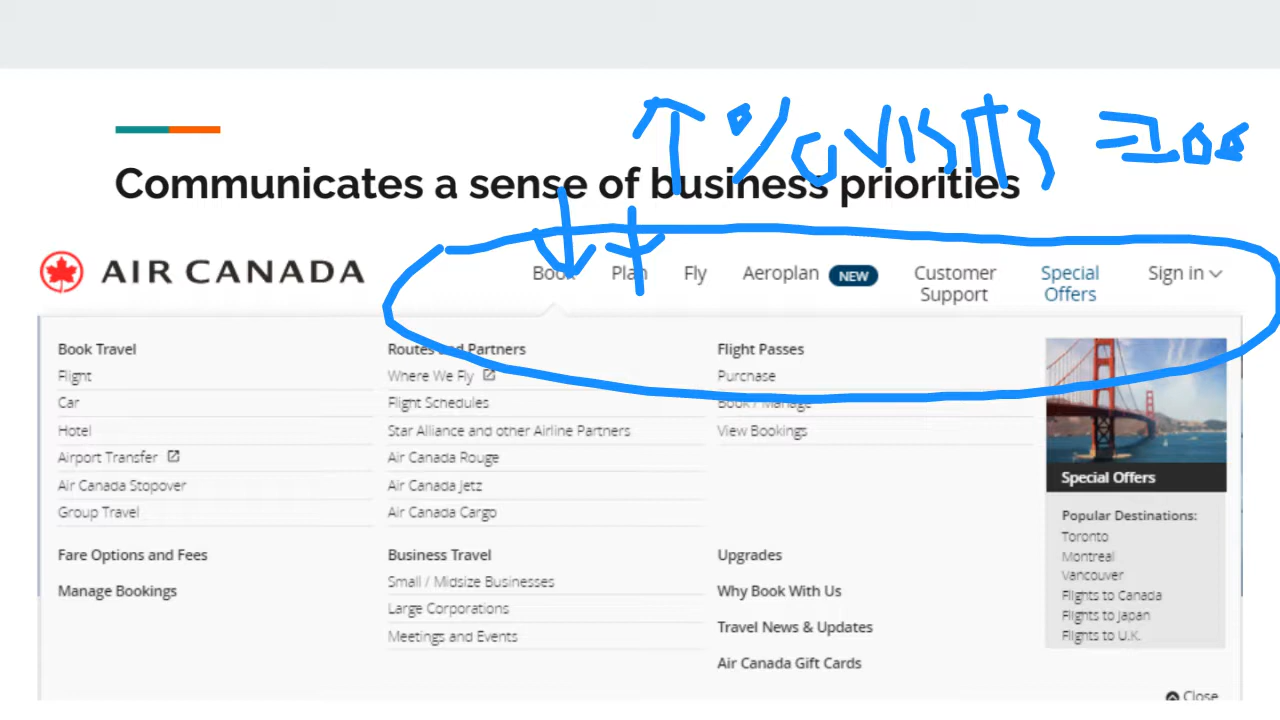 Communicates a sense of business priorities
AIR CANADA
Book Plan Fly Aeroplan NEW Customer Support Special Offers Sign in
Book Travel
Flight
Car
Hotel
Airport Transfer
Air Canada Stopover
Group Travel
Fare Options and Fees
Manage Bookings
Routes and Partners
Where We Fly
Flight Schedules
Star Alliance and other Airline Partners
Air Canada Rouge
Air Canada Jetz
Air Canada Cargo
Business Travel
Small / Midsize Businesses
Large Corporations
Meetings and Events
Flight Passes
Purchase
Book / Manage
View Bookings
Upgrades
Why Book With Us
Travel News & Updates
Air Canada Gift Cards
Special Offers
Popular Destinations:
Toronto
Montreal
Vancouver
Flights to Canada
Flights to Japan
Flights to U.K.
Close